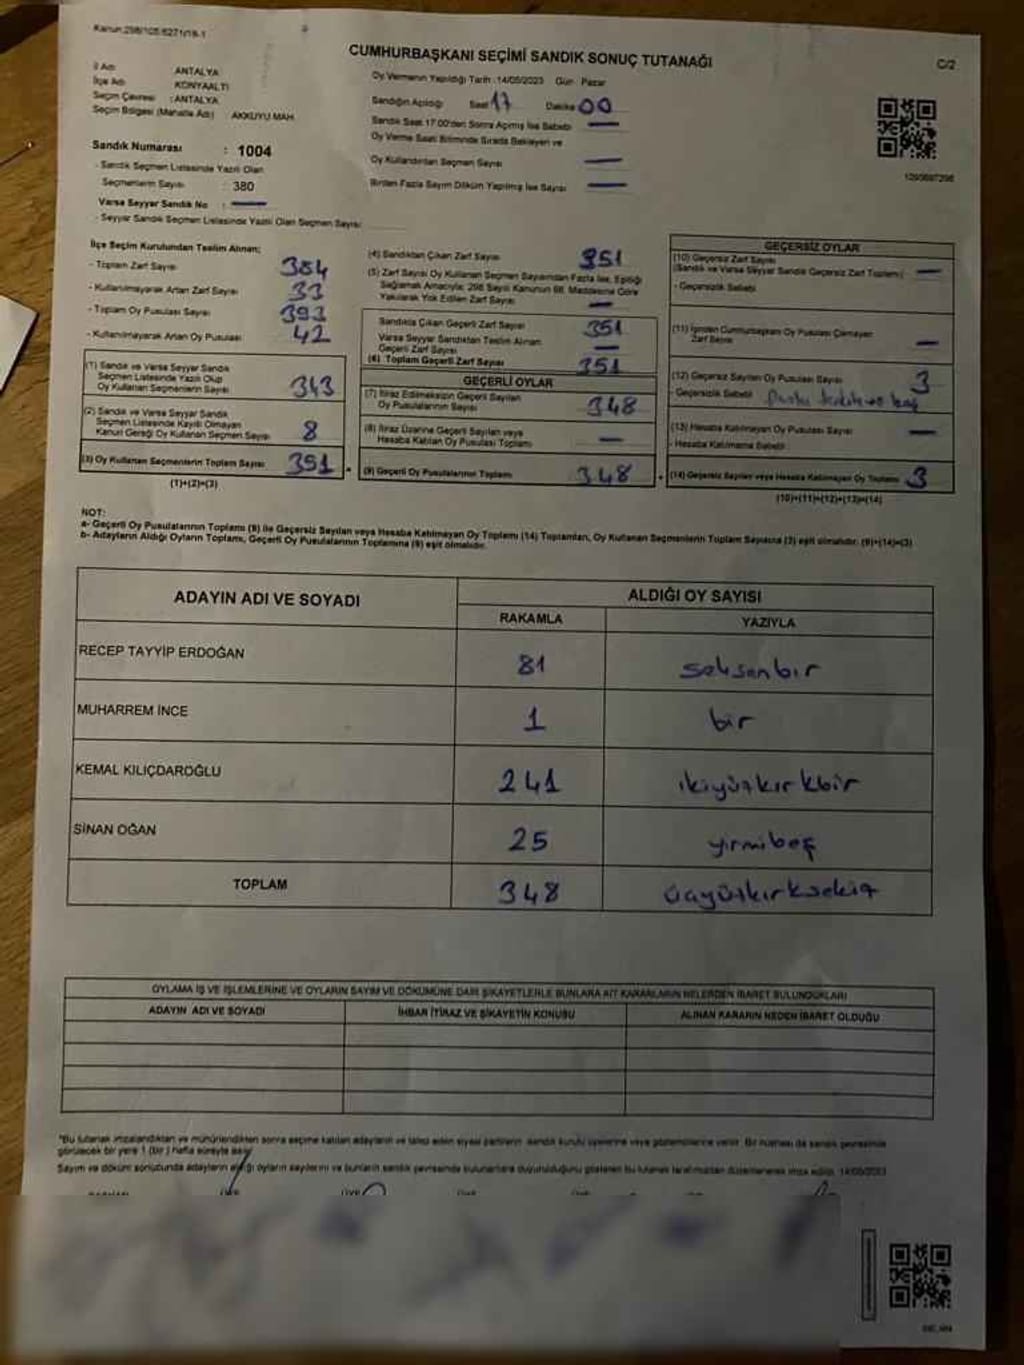 Kanun:298/105.6271/19-1
CUMHURBAŞKANI SEÇİMİ SANDIK SONUÇ TUTANAĞI
C/2
İl Adı ANTALYA
İlçe Adı KONYAALTI
Seçim Çevresi : ANTALYA
Seçim Bölgesi (Mahalle Adı) : AKKUYU MAH.
Sandık Numarası : 1004
- Sandık Seçmen Listesinde Yazılı Olan
Seçmenlerin Sayısı : 380
Varsa Seyyar Sandık No : —
- Seyyar Sandık Seçmen Listesinde Yazılı Olan Seçmen Sayısı:
Oy Vermenin Yapıldığı Tarih :14/05/2023 Gün : Pazar
Sandığın Açıldığı Saat 17 Dakika 00
Sandık Saat 17.00'den Sonra Açılmış İse Sebebi —
Oy Verme Saati Bitiminde Sırada Bekleyen ve
Oy Kullandırılan Seçmen Sayısı —
Birden Fazla Sayım Döküm Yapılmış İse Sayısı —
1293697298
İlçe Seçim Kurulundan Teslim Alınan;
- Toplam Zarf Sayısı 384
- Kullanılmayarak Artan Zarf Sayısı 33
- Toplam Oy Pusulası Sayısı 393
- Kullanılmayarak Artan Oy Pusulası 42
(1) Sandık ve Varsa Seyyar Sandık
Seçmen Listesinde Yazılı Olup
Oy Kullanan Seçmenlerin Sayısı 343
(2) Sandık ve Varsa Seyyar Sandık
Seçmen Listesinde Kayıtlı Olmayan
Kanun Gereği Oy Kullanan Seçmen Sayısı 8
(3) Oy Kullanan Seçmenlerin Toplam Sayısı 351
(1)+(2)=(3)
(4) Sandıktan Çıkan Zarf Sayısı 351
(5) Zarf Sayısı Oy Kullanan Seçmen Sayısından Fazla İse, Eşitliği
Sağlamak Amacıyla; 298 Sayılı Kanunun 98. Maddesine Göre
Yakılarak Yok Edilen Zarf Sayısı —
Sandıkta Çıkan Geçerli Zarf Sayısı 351
Varsa Seyyar Sandıktan Teslim Alınan
Geçerli Zarf Sayısı —
(6) Toplam Geçerli Zarf Sayısı 351
GEÇERLİ OYLAR
(7) İtiraz Edilmeksizin Geçerli Sayılan
Oy Pusulalarının Sayısı 348
(8) İtiraz Üzerine Geçerli Sayılan veya
Hesaba Katılan Oy Pusulası Toplamı —
(9) Geçerli Oy Pusulalarının Toplamı 348
GEÇERSİZ OYLAR
(10) Geçersiz Zarf Sayısı
(Sandık ve Varsa Seyyar Sandık Geçersiz Zarf Toplamı) —
- Geçersizlik Sebebi
(11) İçinden Cumhurbaşkanı Oy Pusulası Çıkmayan
Zarf Sayısı —
(12) Geçersiz Sayılan Oy Pusulası Sayısı 3
- Geçersizlik Sebebi
(13) Hesaba Katılmayan Oy Pusulası Sayısı —
- Hesaba Katılmama Sebebi
(14) Geçersiz Sayılan veya Hesaba Katılmayan Oy Toplamı 3
(10)+(11)+(12)+(13)=(14)
NOT:
a- Geçerli Oy Pusulalarının Toplamı (9) ile Geçersiz Sayılan veya Hesaba Katılmayan Oy Toplamı (14) Toplamları, Oy Kullanan Seçmenlerin Toplam Sayısına (3) eşit olmalıdır. (9)+(14)=(3)
b- Adayların Aldığı Oyların Toplamı, Geçerli Oy Pusulalarının Toplamına (9) eşit olmalıdır.
ADAYIN ADI VE SOYADI
ALDIĞI OY SAYISI
RAKAMLA YAZIYLA
RECEP TAYYİP ERDOĞAN 81 seksenbir
MUHARREM İNCE 1 bir
KEMAL KILIÇDAROĞLU 241 ikiyüzkırkbir
SİNAN OĞAN 25 yirmibeş
TOPLAM 348 üçyüzkırksekiz
OYLAMA İŞ VE İŞLEMLERİNE VE OYLARIN SAYIM VE DÖKÜMÜNE DAİR ŞİKAYETLERLE BUNLARA AİT KARARLARIN NELERDEN İBARET BULUNDUKLARI
ADAYIN ADI VE SOYADI
İHBAR İTİRAZ VE ŞİKAYETİN KONUSU
ALINAN KARARIN NEDEN İBARET OLDUĞU
*Bu tutanak imzalandıktan ve mühürlendikten sonra seçime katılan adayların ve talep eden siyasi partilerin sandık kurulu üyelerine veya gözlemcilerine verilir. Bir nüshası da sandık çevresinde
görülecek bir yere 1 (bir) hafta süreyle asılır
Sayım ve döküm sonucunda adayların aldığı oyların sayılarını ve bunların sandık çevresinde bulunanlara duyurulduğunu gösteren bu tutanak tarafımızdan düzenlenerek imza edildi. 14/05/2023